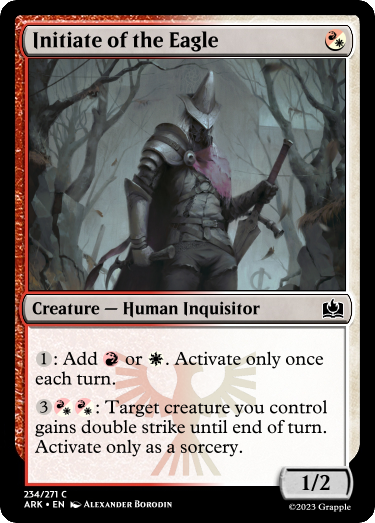 Initiate of the Eagle
Creature — Human Inquisitor
1: Add or . Activate only once
each turn.
3 : Target creature you control
gains double strike until end of turn.
Activate only as a sorcery.
1/2
234/271 C
ARK • EN Alexander Borodin
©2023 Grapple